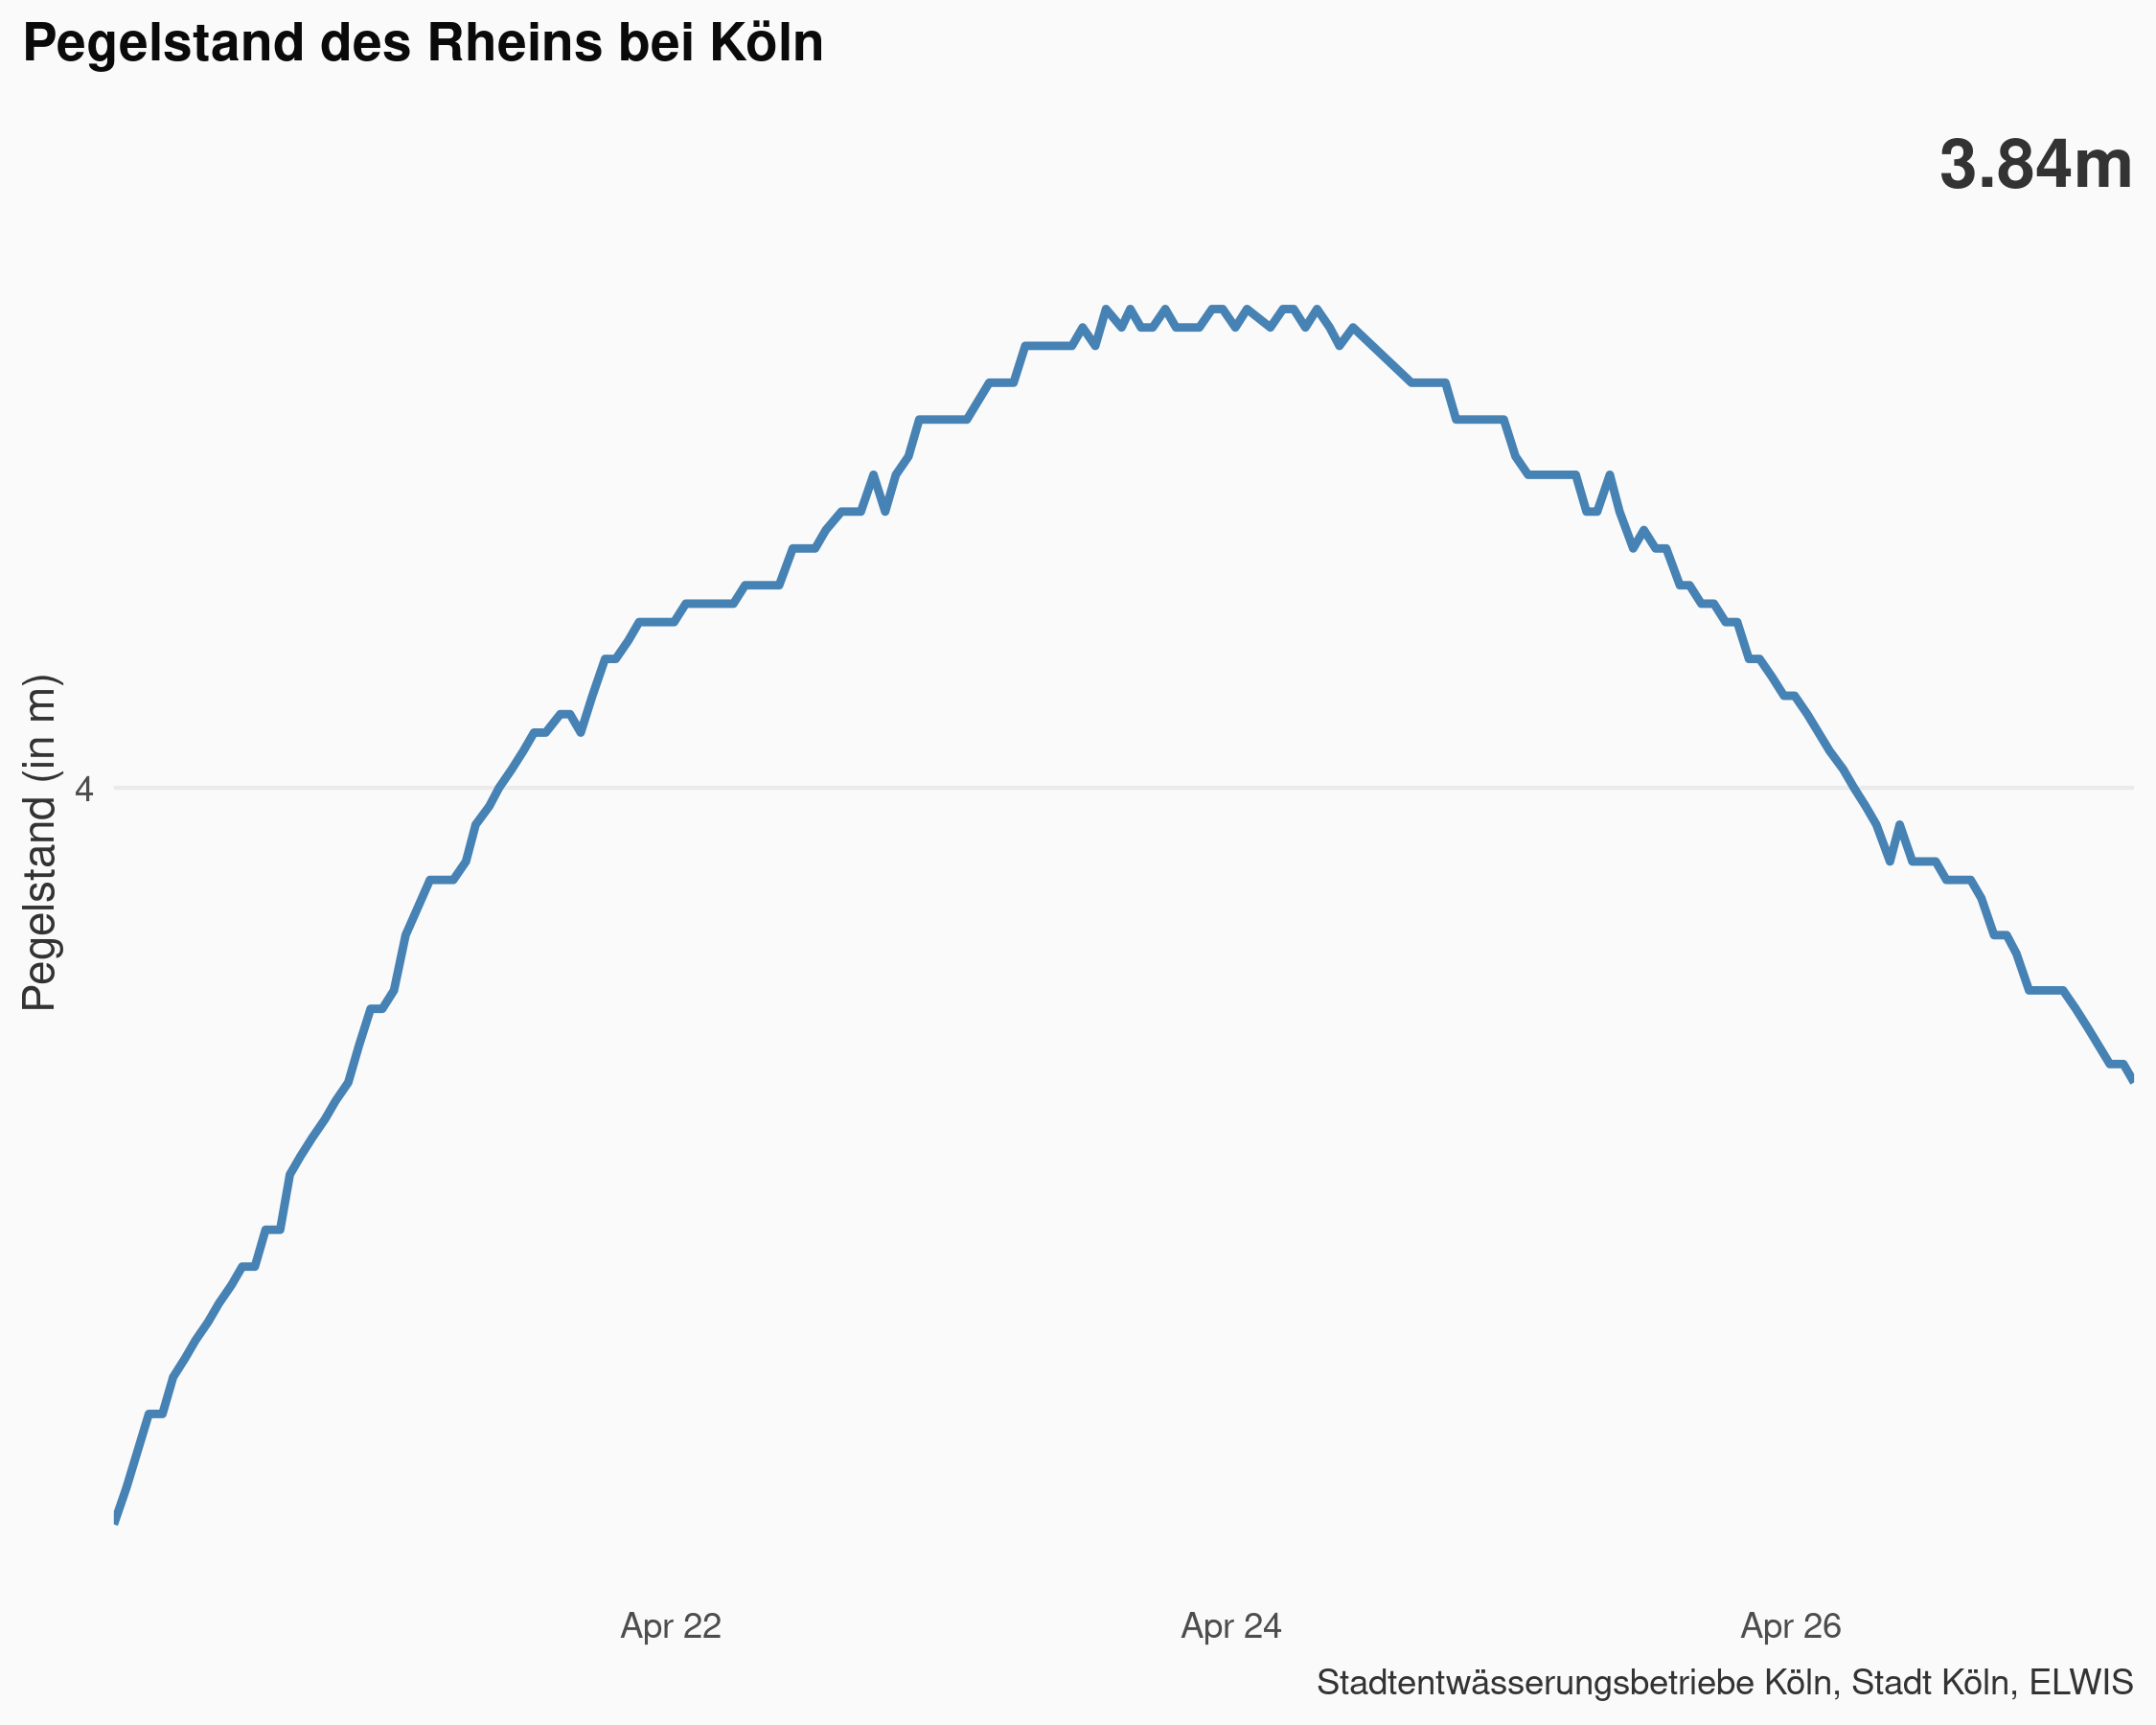 Pegelstand des Rheins bei Köln
3.84m
Pegelstand (in m)
4
Apr 22
Apr 24
Apr 26
Stadtentwässerungsbetriebe Köln, Stadt Köln, ELWIS